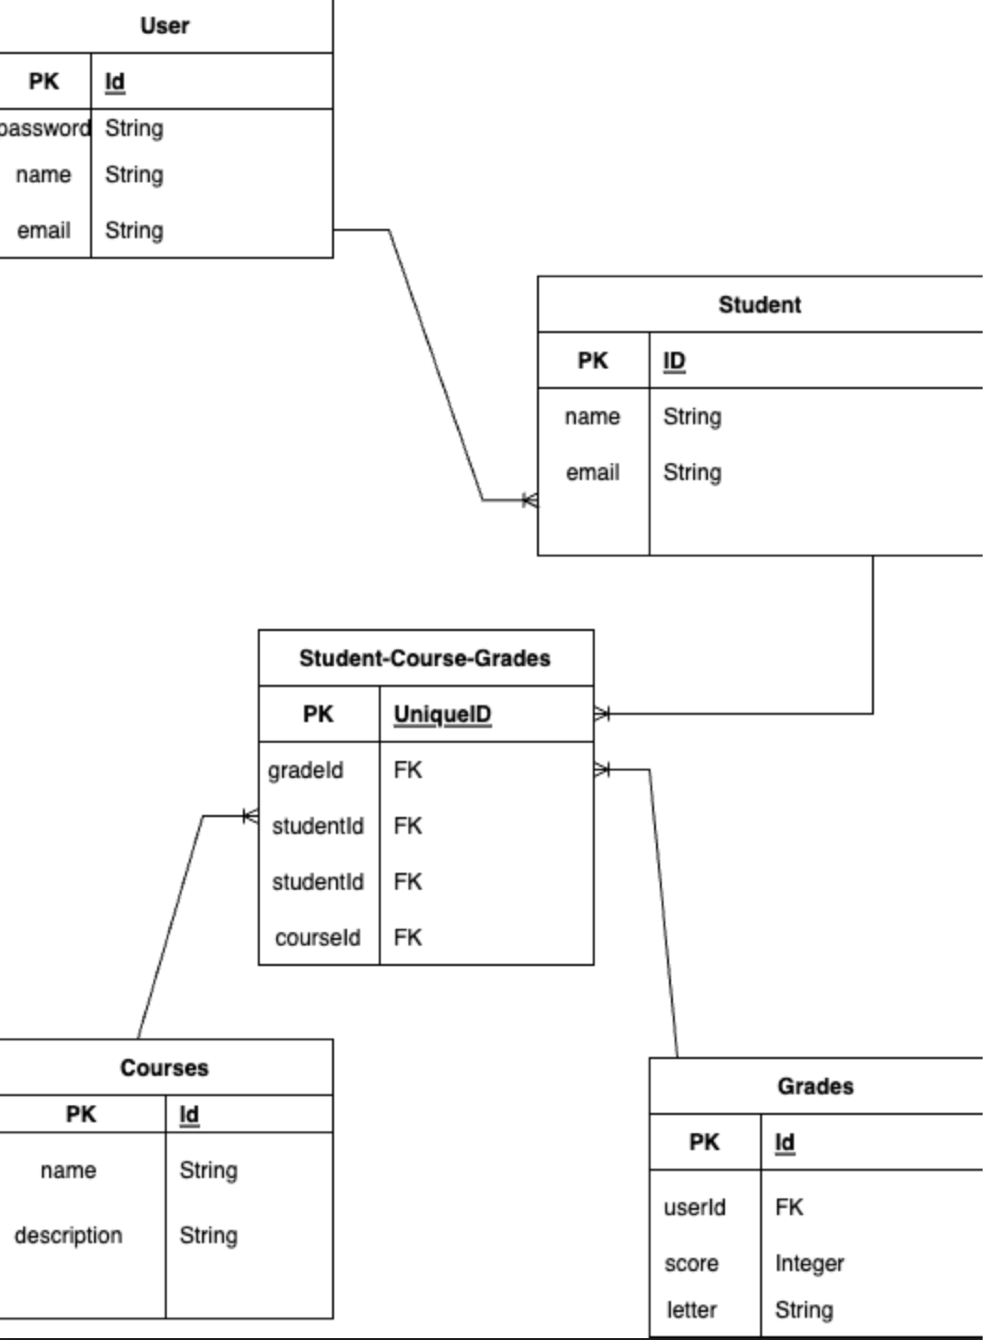 User
PK Id
password String
name String
email String
Student
PK ID
name String
email String
Student-Course-Grades
PK UniqueID
gradeId FK
studentId FK
studentId FK
courseId FK
Courses
PK Id
name String
description String
Grades
PK Id
userId FK
score Integer
letter String